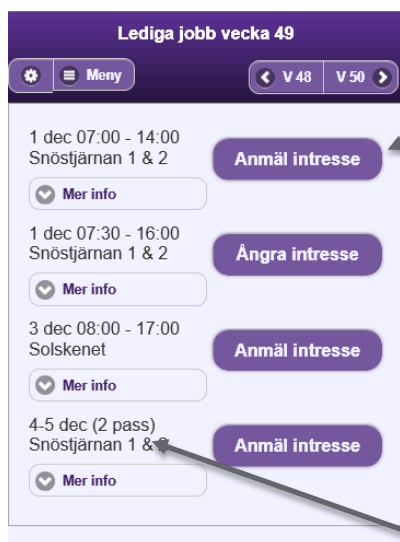 Lediga jobb vecka 49
Meny
V 48
V 50
1 dec 07:00 - 14:00
Snöstjärnan 1 & 2
Anmäl intresse
Mer info
1 dec 07:30 - 16:00
Snöstjärnan 1 & 2
Ångra intresse
Mer info
3 dec 08:00 - 17:00
Solskenet
Anmäl intresse
Mer info
4-5 dec (2 pass)
Snöstjärnan 1 &
Anmäl intresse
Mer info